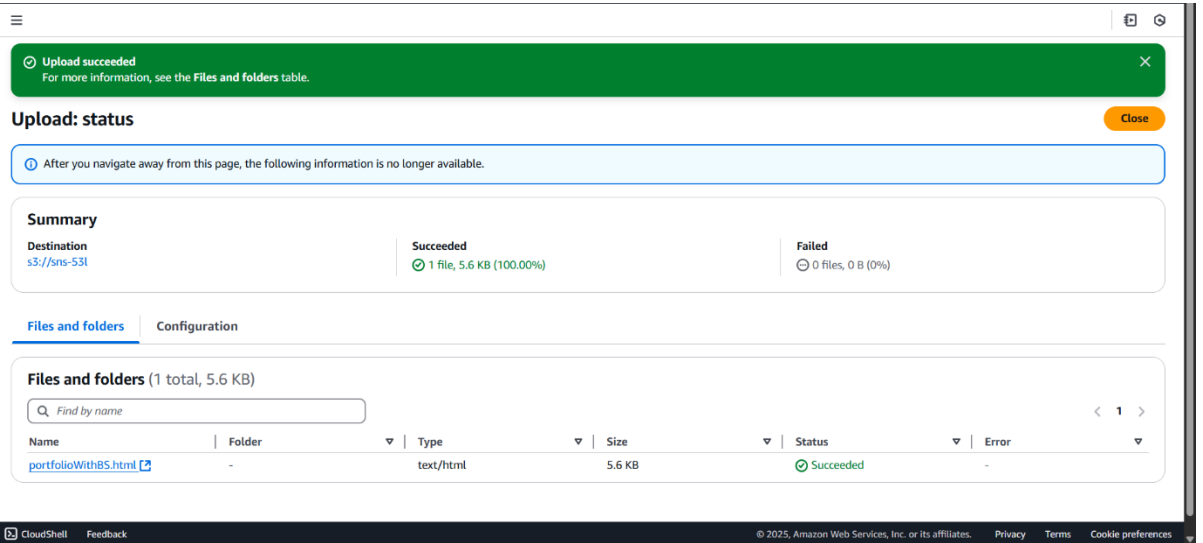 Upload succeeded
For more information, see the Files and folders table.
Upload: status
Close
After you navigate away from this page, the following information is no longer available.
Summary
Destination
s3://sns-53l
Succeeded
1 file, 5.6 KB (100.00%)
Failed
0 files, 0 B (0%)
Files and folders
Configuration
Files and folders (1 total, 5.6 KB)
Find by name
1
Name Folder Type Size Status Error
portfolioWithBS.html - text/html 5.6 KB Succeeded -
CloudShell Feedback © 2025, Amazon Web Services, Inc. or its affiliates. Privacy Terms Cookie preferences